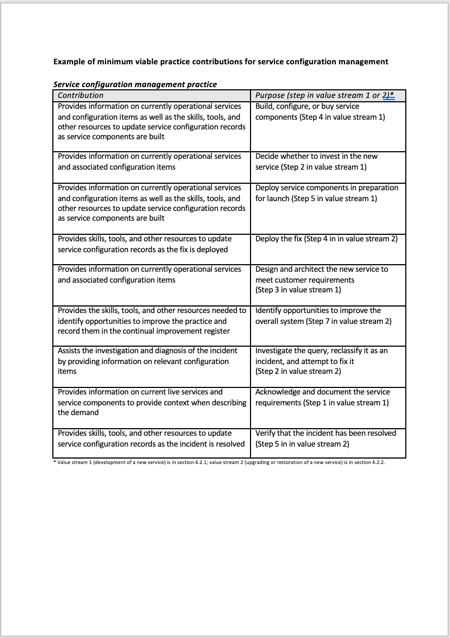 Example of minimum viable practice contributions for service configuration management
Service configuration management practice
Contribution
Purpose (step in value stream 1 or 2)*
Provides information on currently operational services
and configuration items as well as the skills, tools, and
other resources to update service configuration records
as service components are built
Build, configure, or buy service
components (Step 4 in value stream 1)
Provides information on currently operational services
and associated configuration items
Decide whether to invest in the new
service (Step 2 in value stream 1)
Provides information on currently operational services
and configuration items as well as the skills, tools, and
other resources to update service configuration records
as service components are built
Deploy service components in preparation
for launch (Step 5 in value stream 1)
Provides skills, tools, and other resources to update
service configuration records as the fix is deployed
Deploy the fix (Step 4 in in value stream 2)
Provides information on currently operational services
and associated configuration items
Design and architect the new service to
meet customer requirements
(Step 3 in value stream 1)
Provides the skills, tools, and other resources needed to
identify opportunities to improve the practice and
record them in the continual improvement register
Identify opportunities to improve the
overall system (Step 7 in value stream 2)
Assists the investigation and diagnosis of the incident
by providing information on relevant configuration
items
Investigate the query, reclassify it as an
incident, and attempt to fix it
(Step 2 in value stream 2)
Provides information on current live services and
service components to provide context when describing
the demand
Acknowledge and document the service
requirements (Step 1 in value stream 1)
Provides skills, tools, and other resources to update
service configuration records as the incident is resolved
Verify that the incident has been resolved
(Step 5 in in value stream 2)
* Value stream 1 (development of a new service) is in section 4.2.1; value stream 2 (upgrading or restoration of a new service) is in section 4.2.2.